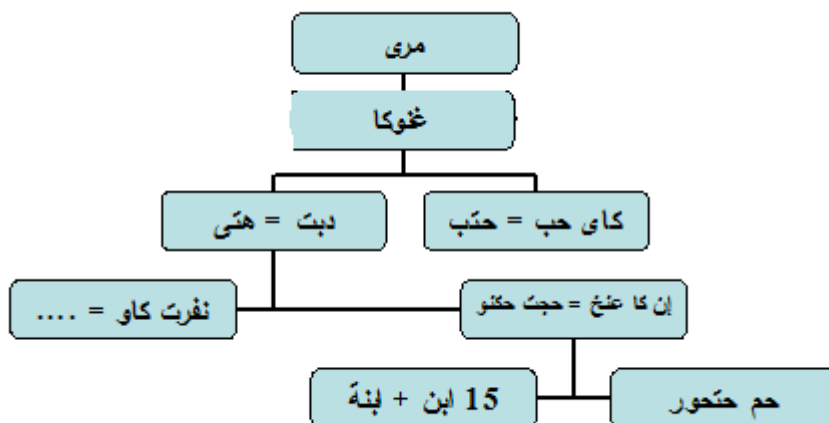 مرى
غنوكا
كاى حب = حتب
دبت = هتى
إن كا عنخ = حجت حكنو
نفرت كاو = ....
حم حتحور
15 ابن + ابنة